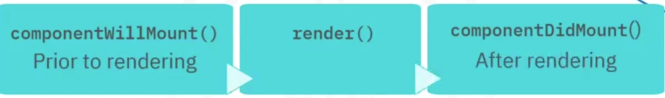 componentWillMount()
Prior to rendering
render()
componentDidMount()
After rendering